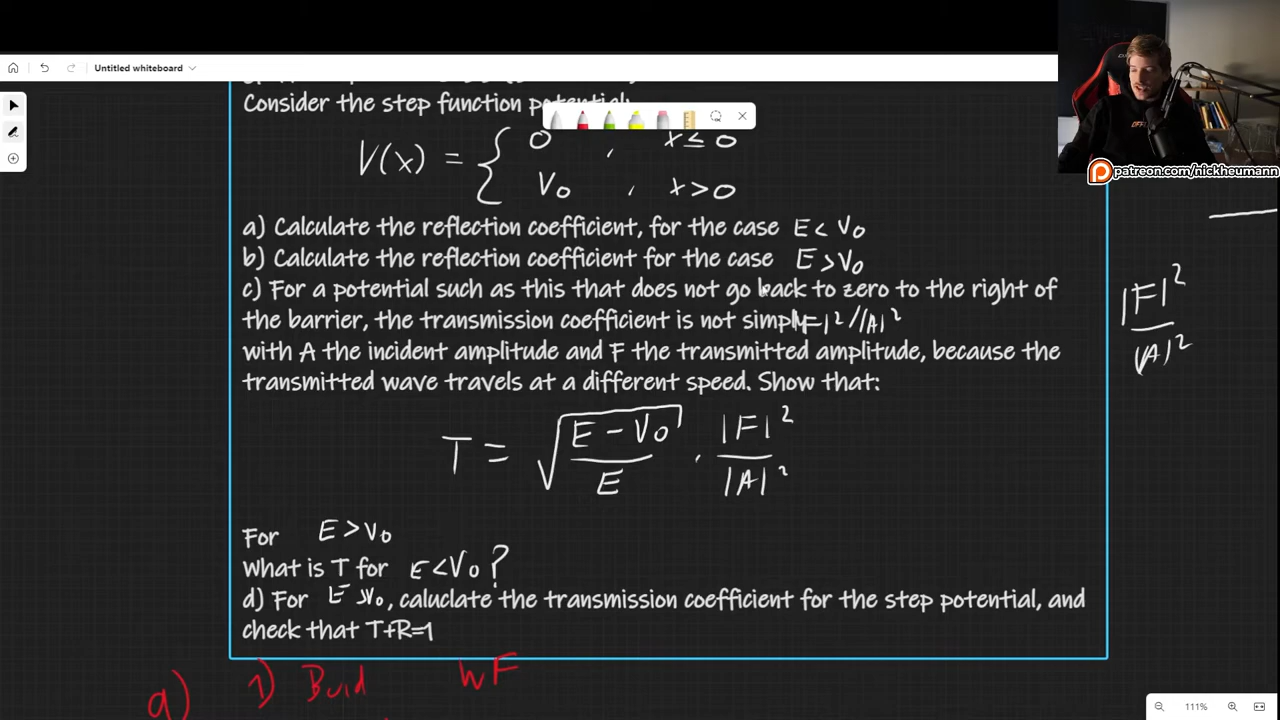 Untitled whiteboard
Consider the step function potential:
V(x) = { 0 , x ≤ 0
V0 , x > 0
patreon.com/nickheumann
a) Calculate the reflection coefficient, for the case E < V0
b) Calculate the reflection coefficient for the case E > V0
c) For a potential such as this that does not go back to zero to the right of
the barrier, the transmission coefficient is not simply |F|²/|A|²
with A the incident amplitude and F the transmitted amplitude, because the
transmitted wave travels at a different speed. Show that:
|F|²
|A|²
T = √(E - V0 / E) · |F|² / |A|²
For E > V0
What is T for E < V0 ?
d) For E > V0, caluclate the transmission coefficient for the step potential, and
check that T+R=1
a) 1) Buid WF
111%